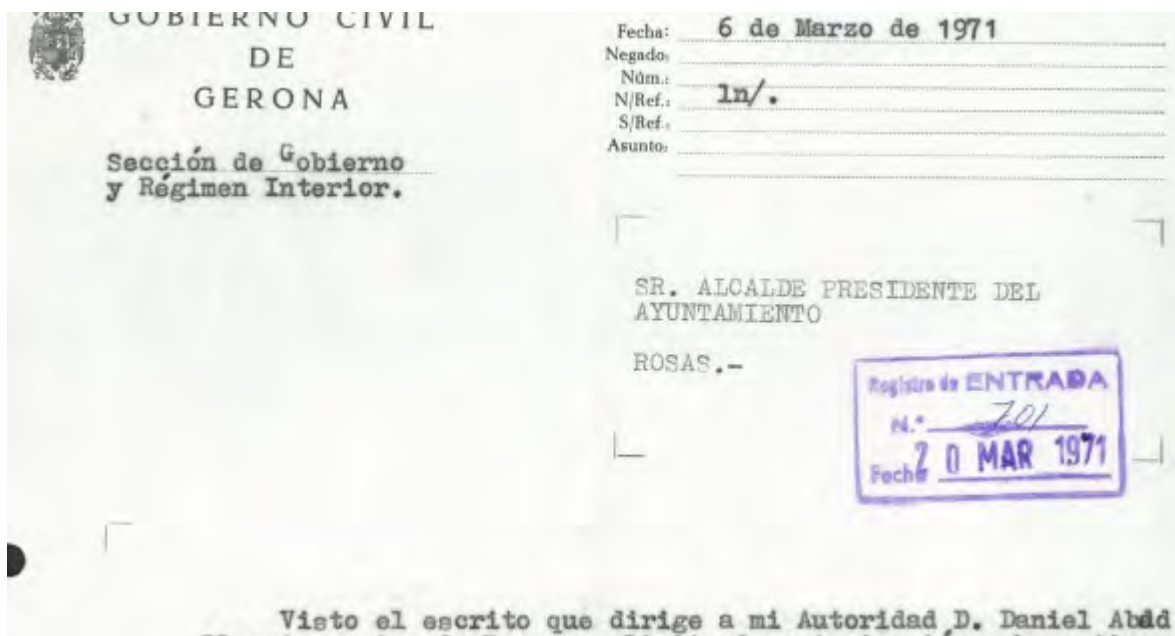 GOBIERNO CIVIL
DE
GERONA
Sección de Gobierno
y Régimen Interior.
Fecha: 6 de Marzo de 1971
Negado:
Núm.:
N/Ref.: ln/.
S/Ref.:
Asunto:
SR. ALCALDE PRESIDENTE DEL
AYUNTAMIENTO
ROSAS.-
Registro de ENTRADA
N.º 701
Fecha 20 MAR 1971
Visto el escrito que dirige a mi Autoridad D. Daniel